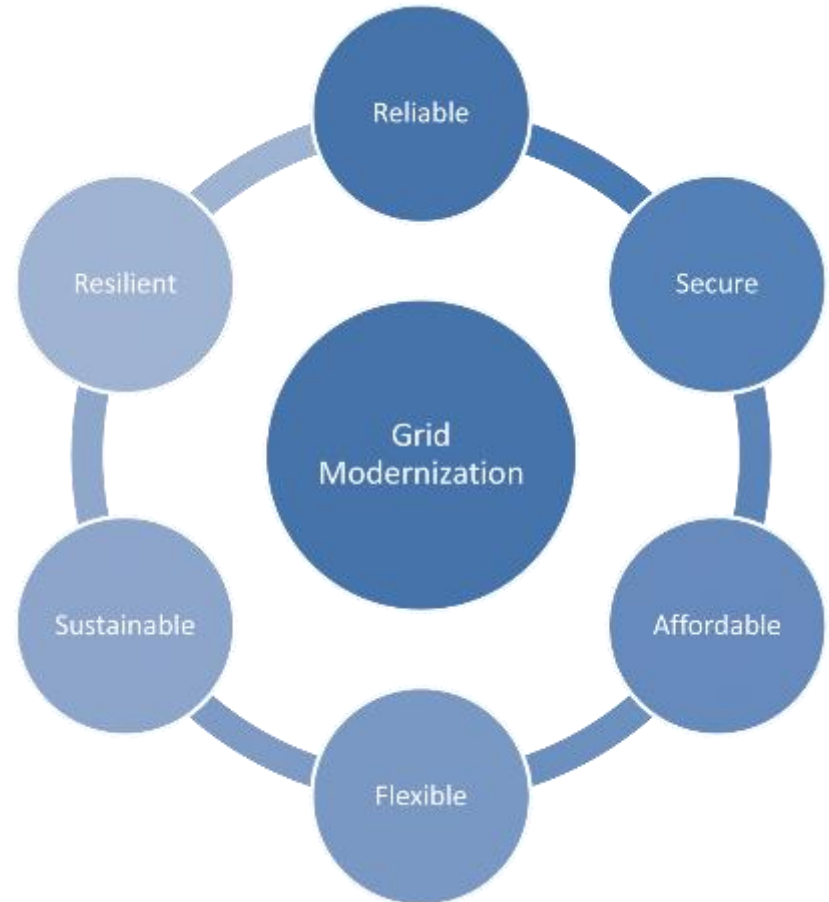 Reliable
Secure
Affordable
Flexible
Sustainable
Resilient
Grid
Modernization